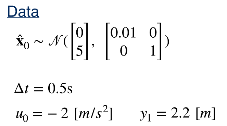 Data
x̂₀ ~ 𝒩([0 5], [0.01 0 0 1])
Δt = 0.5s
u₀ = − 2 [m/s²] y₁ = 2.2 [m]